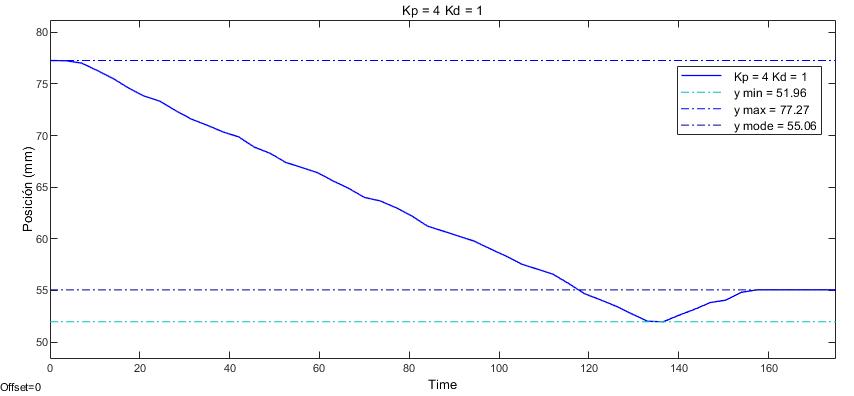 Kp = 4 Kd = 1
80
75
70
65
60
55
50
Posición (mm)
Kp = 4 Kd = 1
y min = 51.96
y max = 77.27
y mode = 55.06
0 20 40 60 80 100 120 140 160
Time
Offset=0